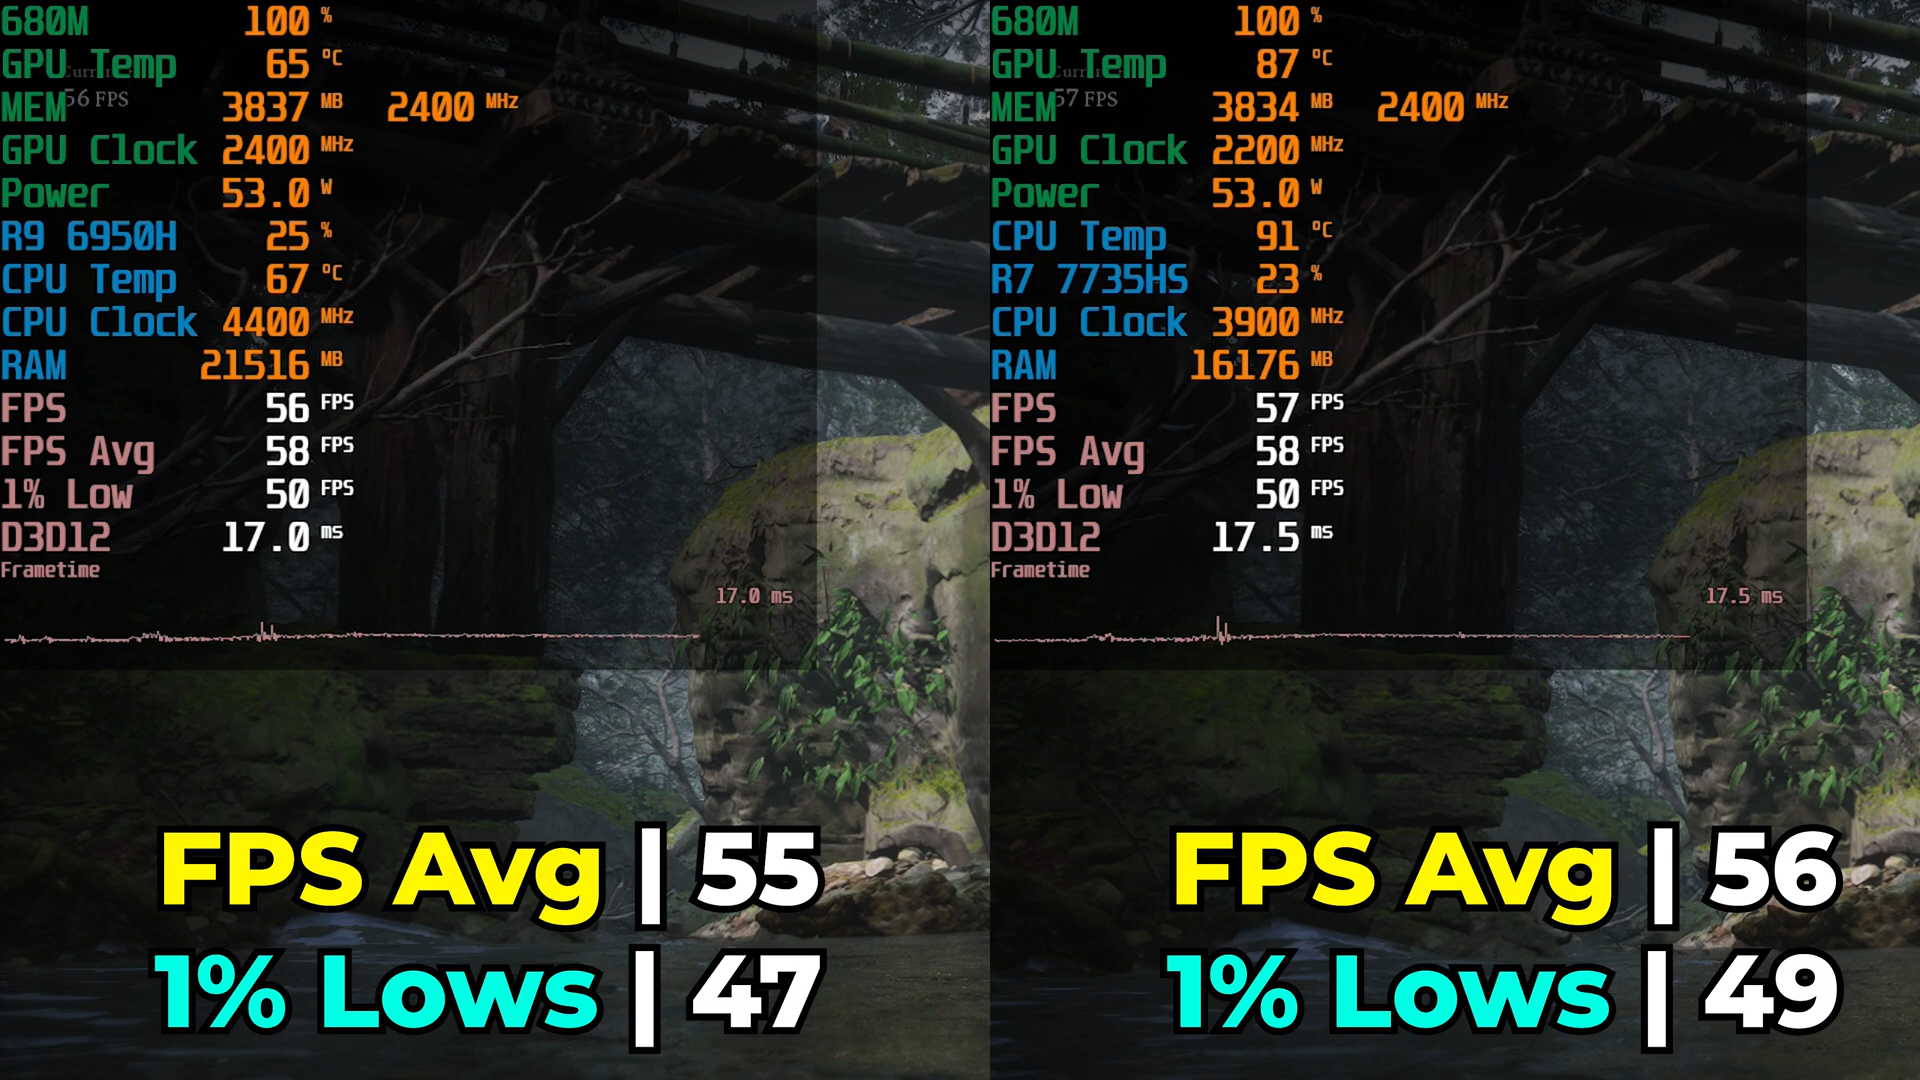 680M 100 %
GPU Temp 65 °C
56 FPS
MEM 3837 MB 2400 MHz
GPU Clock 2400 MHz
Power 53.0 W
R9 6950H 25 %
CPU Temp 67 °C
CPU Clock 4400 MHz
RAM 21516 MB
FPS 56 FPS
FPS Avg 58 FPS
1% Low 50 FPS
D3D12 17.0 ms
Frametime
17.0 ms
FPS Avg | 55
1% Lows | 47
680M 100 %
GPU Temp 87 °C
57 FPS
MEM 3834 MB 2400 MHz
GPU Clock 2200 MHz
Power 53.0 W
CPU Temp 91 °C
R7 7735HS 23 %
CPU Clock 3900 MHz
RAM 16176 MB
FPS 57 FPS
FPS Avg 58 FPS
1% Low 50 FPS
D3D12 17.5 ms
Frametime
17.5 ms
FPS Avg | 56
1% Lows | 49